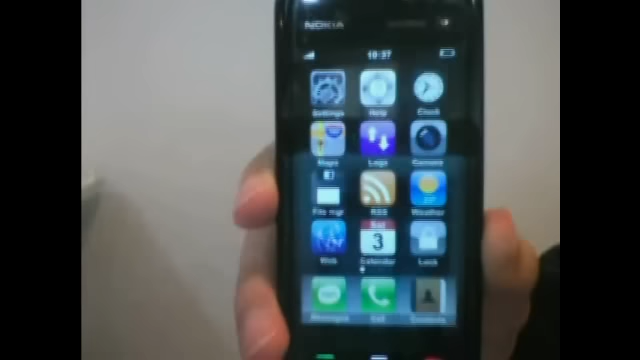 NOKIA
10:37
Settings Help Clock
Maps Logs Camera
File mgr RSS Weather
Web Calendar Lock
3
Messages Call Contacts